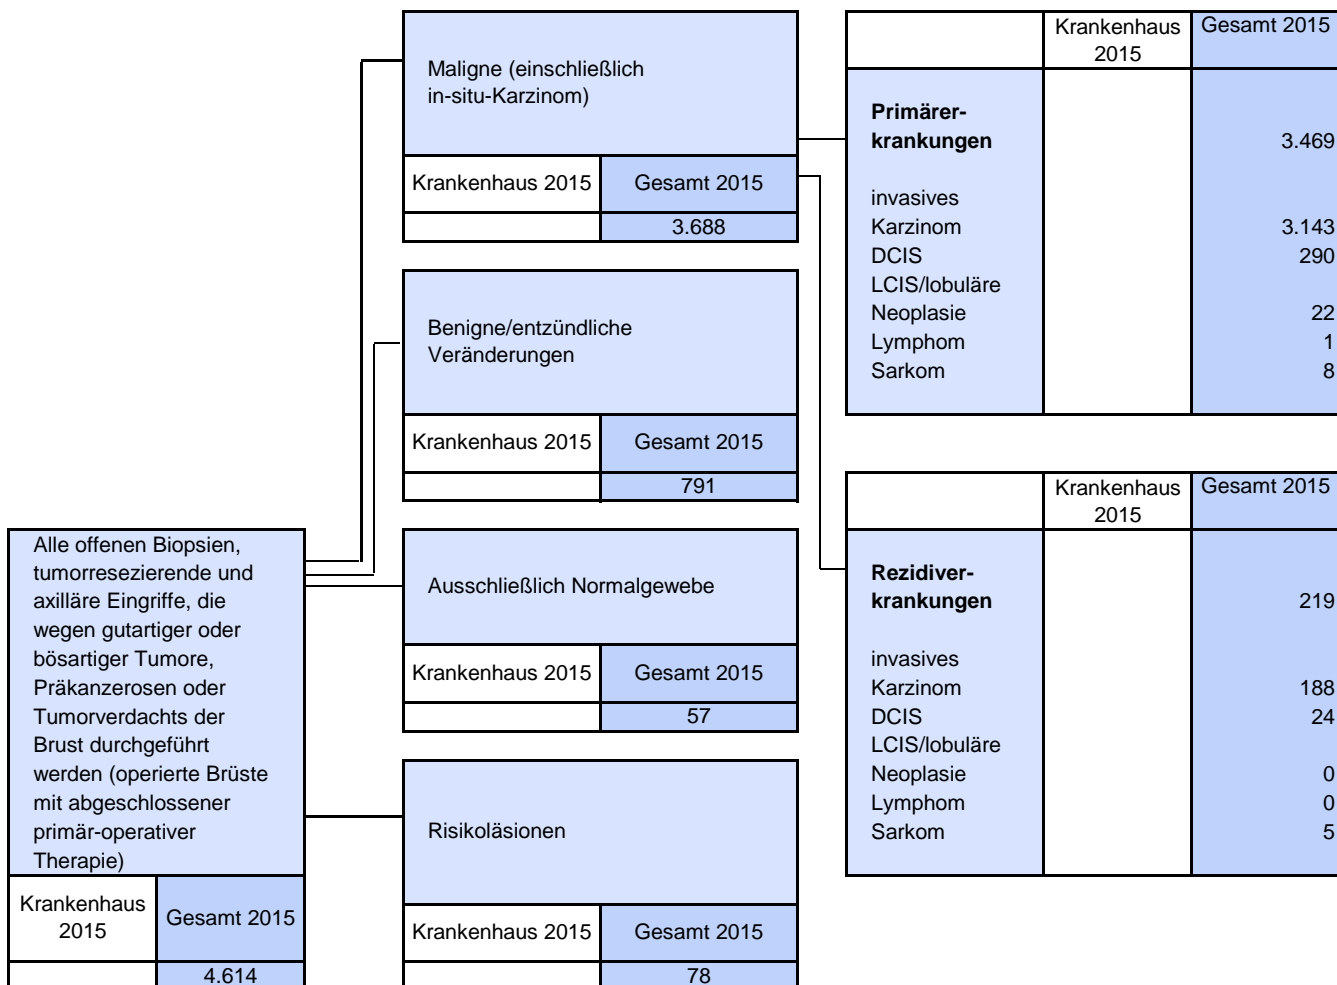 Alle offenen Biopsien,
tumorresezierende und
axilläre Eingriffe, die
wegen gutartiger oder
bösartiger Tumore,
Präkanzerosen oder
Tumorverdachts der
Brust durchgeführt
werden (operierte Brüste
mit abgeschlossener
primär-operativer
Therapie)
Krankenhaus
2015
Gesamt 2015
4.614
Maligne (einschließlich
in-situ-Karzinom)
Krankenhaus 2015 Gesamt 2015
3.688
Benigne/entzündliche
Veränderungen
Krankenhaus 2015 Gesamt 2015
791
Ausschließlich Normalgewebe
Krankenhaus 2015 Gesamt 2015
57
Risikoläsionen
Krankenhaus 2015 Gesamt 2015
78
Krankenhaus
2015
Gesamt 2015
Primärer-
krankungen 3.469
invasives
Karzinom 3.143
DCIS 290
LCIS/lobuläre
Neoplasie 22
Lymphom 1
Sarkom 8
Krankenhaus
2015
Gesamt 2015
Rezidiver-
krankungen 219
invasives
Karzinom 188
DCIS 24
LCIS/lobuläre
Neoplasie 0
Lymphom 0
Sarkom 5